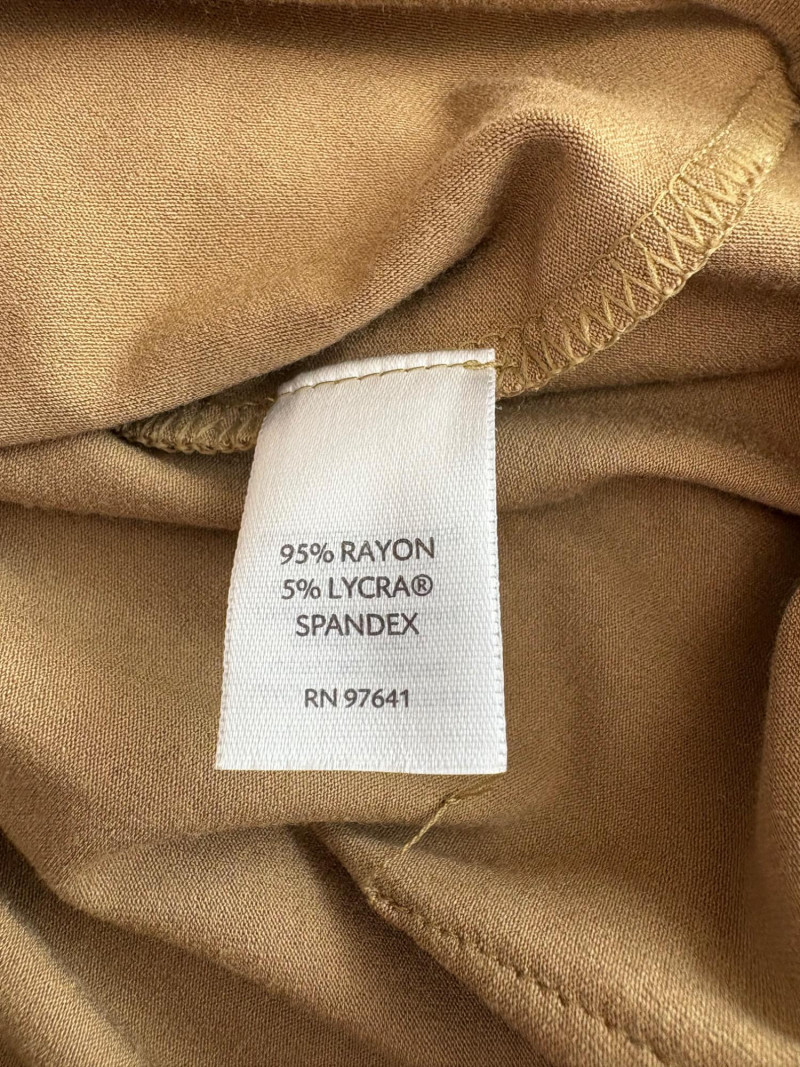 95% RAYON
5% LYCRA®
SPANDEX
RN 97641